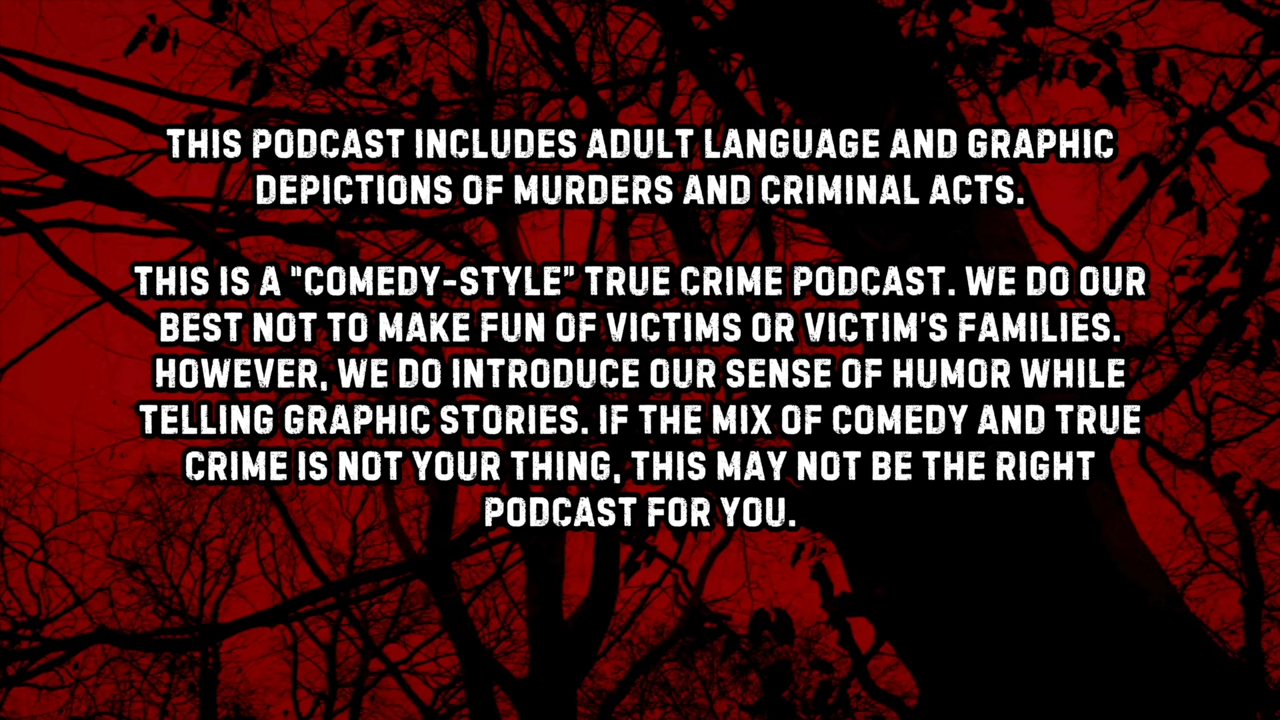 THIS PODCAST INCLUDES ADULT LANGUAGE AND GRAPHIC
DEPICTIONS OF MURDERS AND CRIMINAL ACTS.
THIS IS A "COMEDY-STYLE" TRUE CRIME PODCAST. WE DO OUR
BEST NOT TO MAKE FUN OF VICTIMS OR VICTIM'S FAMILIES.
HOWEVER, WE DO INTRODUCE OUR SENSE OF HUMOR WHILE
TELLING GRAPHIC STORIES. IF THE MIX OF COMEDY AND TRUE
CRIME IS NOT YOUR THING, THIS MAY NOT BE THE RIGHT
PODCAST FOR YOU.